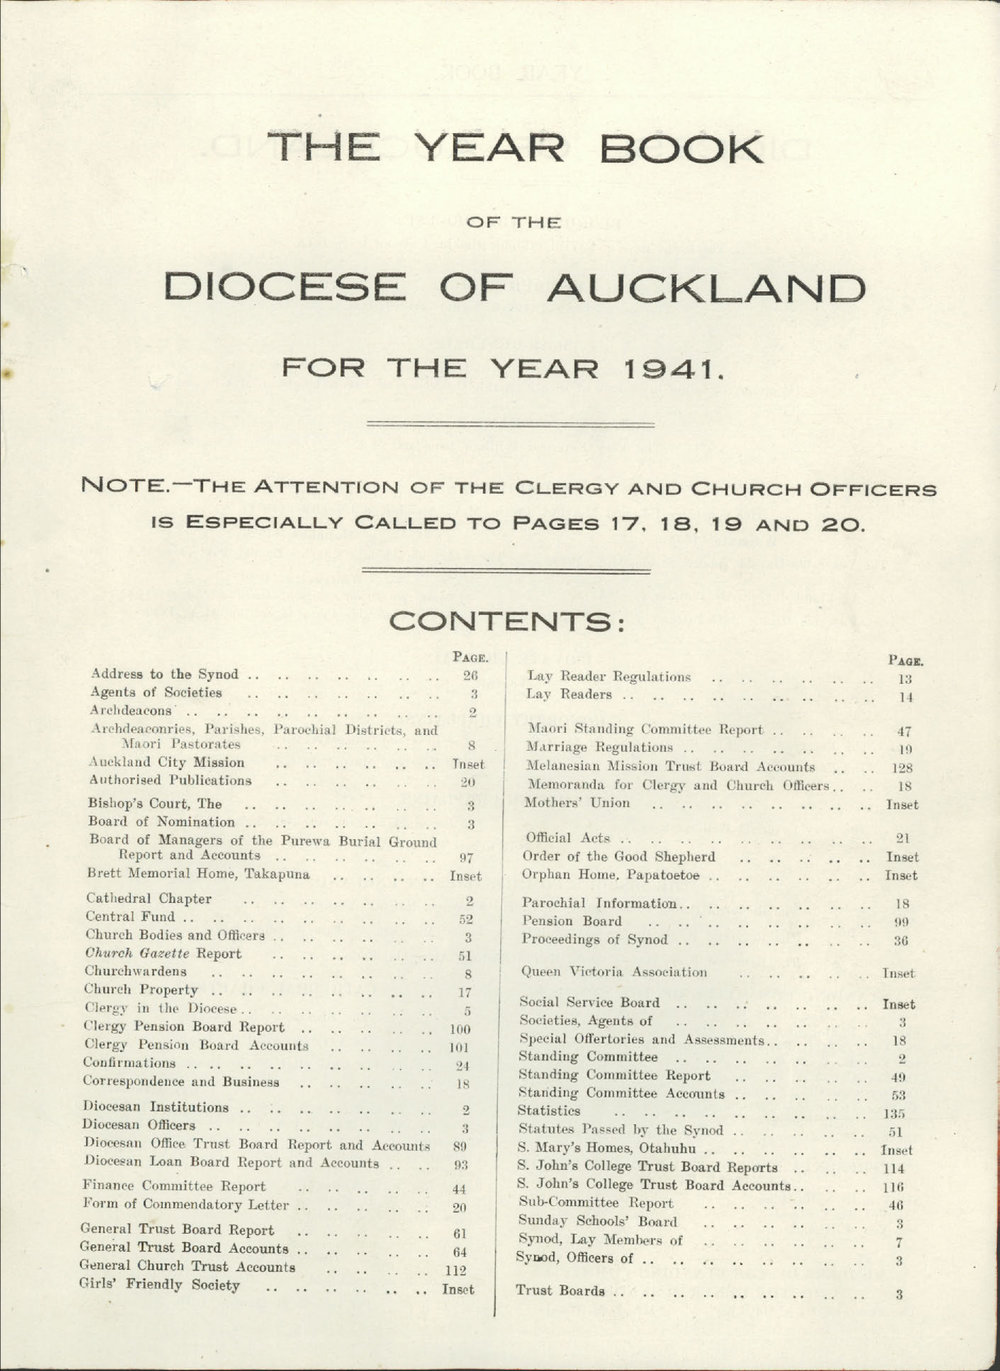 THE YEAR BOOK
OF THE
DIOCESE OF AUCKLAND
FOR THE YEAR 1941.
NOTE.—THE ATTENTION OF THE CLERGY AND CHURCH OFFICERS
IS ESPECIALLY CALLED TO PAGES 17, 18, 19 AND 20.
CONTENTS:
PAGE.
Address to the Synod .. .. .. .. .. .. .. 26
Agents of Societies .. .. .. .. .. .. .. 3
Archdeacons .. .. .. .. .. .. .. .. .. 2
Archdeaconries, Parishes, Parochial Districts, and
Maori Pastorates .. .. .. .. .. .. 8
Auckland City Mission .. .. .. .. .. .. Inset
Authorised Publications .. .. .. .. .. .. 20
Bishop's Court, The .. .. .. .. .. .. .. 3
Board of Nomination .. .. .. .. .. .. .. 3
Board of Managers of the Purewa Burial Ground
Report and Accounts .. .. .. .. .. .. 97
Brett Memorial Home, Takapuna .. .. .. .. Inset
Cathedral Chapter .. .. .. .. .. .. .. 2
Central Fund .. .. .. .. .. .. .. .. .. 52
Church Bodies and Officers .. .. .. .. .. .. 3
Church Gazette Report .. .. .. .. .. .. 51
Churchwardens .. .. .. .. .. .. .. .. 8
Church Property .. .. .. .. .. .. .. .. 17
Clergy in the Diocese .. .. .. .. .. .. .. 5
Clergy Pension Board Report .. .. .. .. .. 100
Clergy Pension Board Accounts .. .. .. .. 101
Confirmations .. .. .. .. .. .. .. .. .. 24
Correspondence and Business .. .. .. .. .. 18
Diocesan Institutions .. .. .. .. .. .. .. 2
Diocesan Officers .. .. .. .. .. .. .. .. 3
Diocesan Office Trust Board Report and Accounts 89
Diocesan Loan Board Report and Accounts .. .. 93
Finance Committee Report .. .. .. .. .. 44
Form of Commendatory Letter .. .. .. .. .. 20
General Trust Board Report .. .. .. .. .. 61
General Trust Board Accounts .. .. .. .. .. 64
General Church Trust Accounts .. .. .. .. 112
Girls' Friendly Society .. .. .. .. .. .. Inset
PAGE.
Lay Reader Regulations .. .. .. .. .. .. 13
Lay Readers .. .. .. .. .. .. .. .. .. 14
Maori Standing Committee Report .. .. .. .. 47
Marriage Regulations .. .. .. .. .. .. .. 19
Melanesian Mission Trust Board Accounts .. .. 128
Memoranda for Clergy and Church Officers .. .. 18
Mothers' Union .. .. .. .. .. .. .. .. Inset
Official Acts .. .. .. .. .. .. .. .. .. 21
Order of the Good Shepherd .. .. .. .. .. Inset
Orphan Home, Papatoetoe .. .. .. .. .. .. Inset
Parochial Information .. .. .. .. .. .. .. 18
Pension Board .. .. .. .. .. .. .. .. 99
Proceedings of Synod .. .. .. .. .. .. .. 36
Queen Victoria Association .. .. .. .. .. Inset
Social Service Board .. .. .. .. .. .. .. Inset
Societies, Agents of .. .. .. .. .. .. .. 3
Special Offertories and Assessments .. .. .. .. 18
Standing Committee .. .. .. .. .. .. .. 2
Standing Committee Report .. .. .. .. .. 49
Standing Committee Accounts .. .. .. .. .. 53
Statistics .. .. .. .. .. .. .. .. .. 135
Statutes Passed by the Synod .. .. .. .. .. 51
S. Mary's Homes, Otahuhu .. .. .. .. .. .. Inset
S. John's College Trust Board Reports .. .. .. 114
S. John's College Trust Board Accounts .. .. .. 116
Sub-Committee Report .. .. .. .. .. .. 46
Sunday Schools' Board .. .. .. .. .. .. 3
Synod, Lay Members of .. .. .. .. .. .. 7
Synod, Officers of .. .. .. .. .. .. .. .. 3
Trust Boards .. .. .. .. .. .. .. .. .. 3